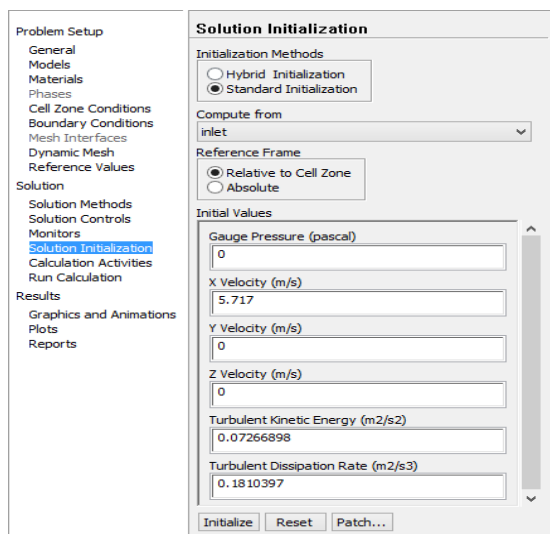 Problem Setup
General
Models
Materials
Phases
Cell Zone Conditions
Boundary Conditions
Mesh Interfaces
Dynamic Mesh
Reference Values
Solution
Solution Methods
Solution Controls
Monitors
Solution Initialization
Calculation Activities
Run Calculation
Results
Graphics and Animations
Plots
Reports
Solution Initialization
Initialization Methods
Hybrid Initialization
Standard Initialization
Compute from
inlet
Reference Frame
Relative to Cell Zone
Absolute
Initial Values
Gauge Pressure (pascal)
0
X Velocity (m/s)
5.717
Y Velocity (m/s)
0
Z Velocity (m/s)
0
Turbulent Kinetic Energy (m2/s2)
0.07266898
Turbulent Dissipation Rate (m2/s3)
0.1810397
Initialize Reset Patch...